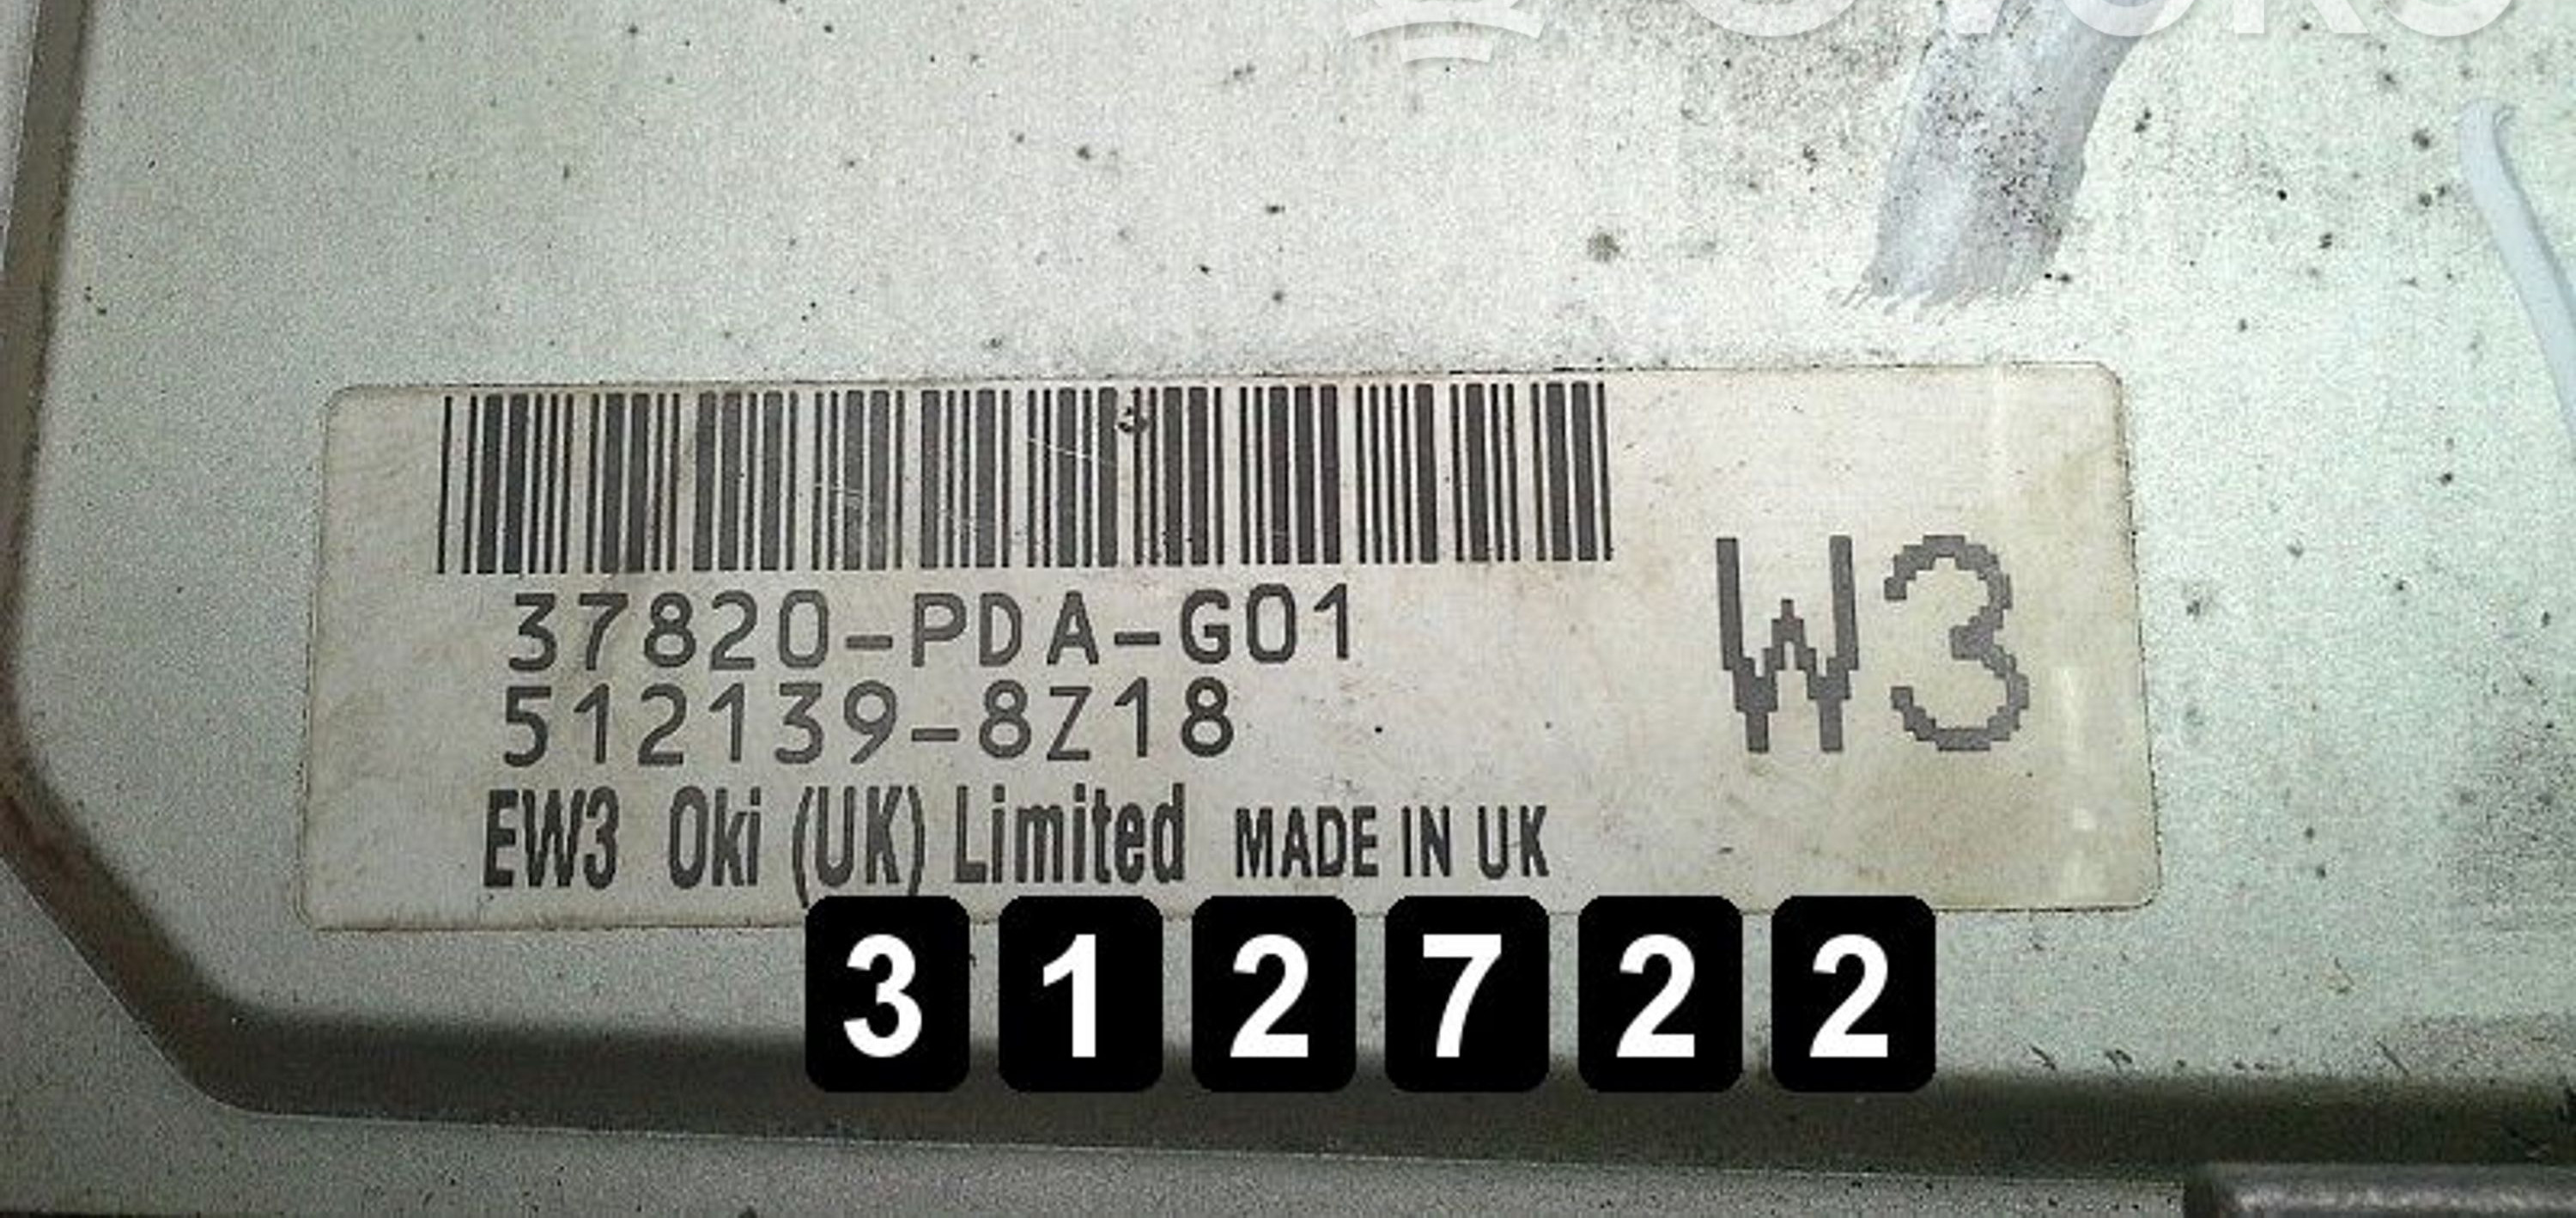 37820-PDA-G01
512139-8Z18
W3
EW3 Oki (UK) Limited MADE IN UK
312722